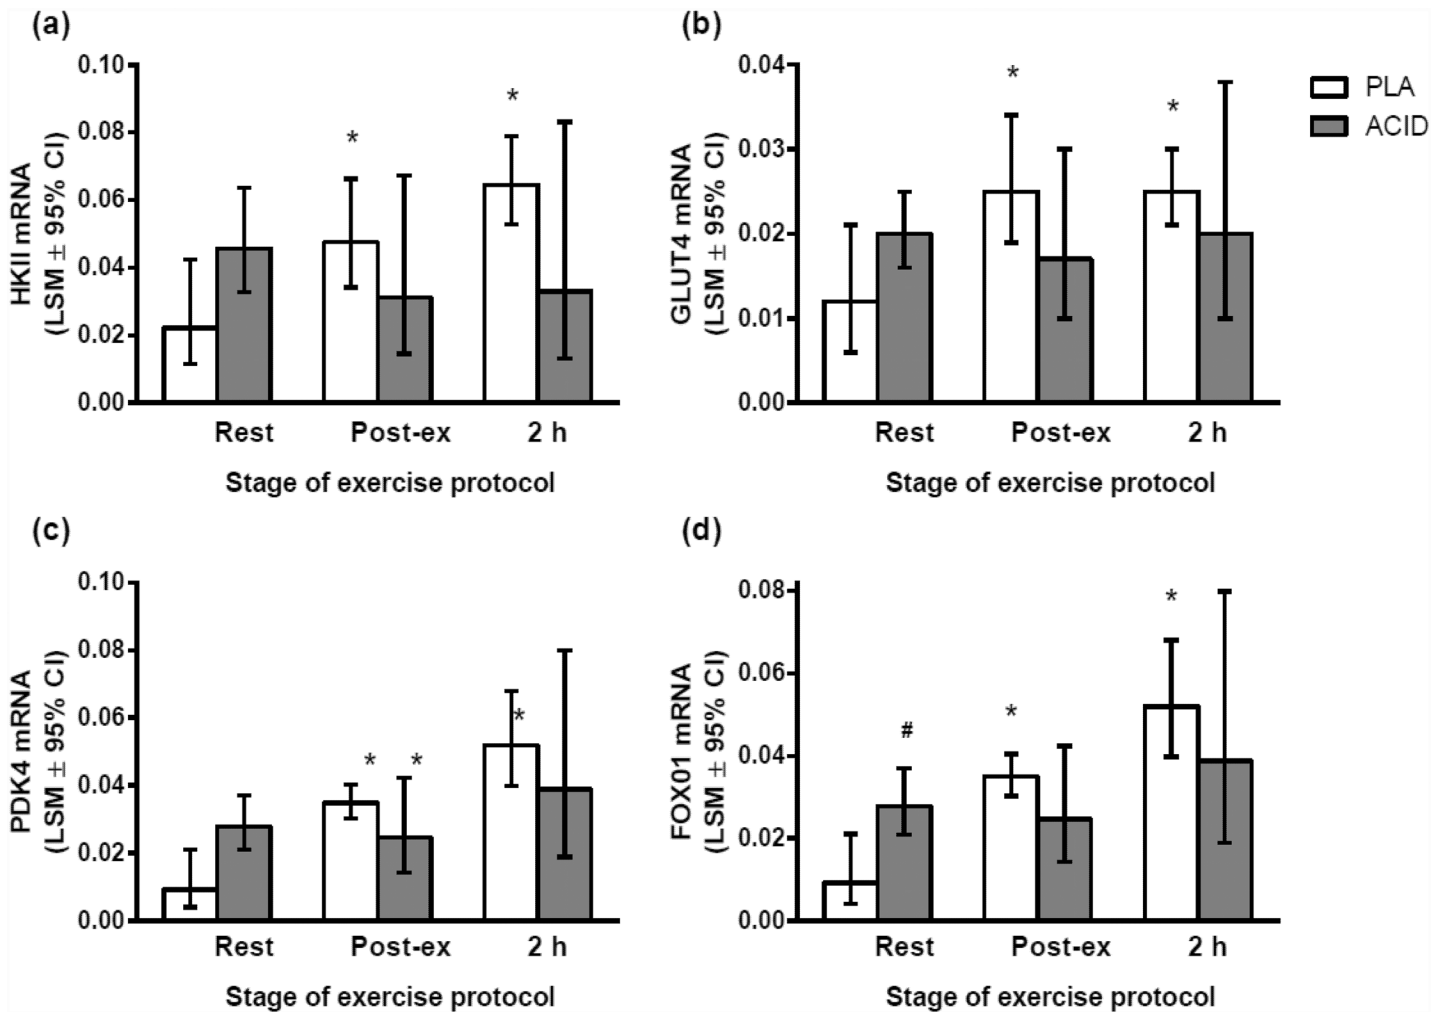 (a)
HKII mRNA
(LSM ± 95% CI)
0.10
0.08
0.06
0.04
0.02
0.00
*
*
Rest Post-ex 2 h
Stage of exercise protocol
(b)
GLUT4 mRNA
(LSM ± 95% CI)
0.04
0.03
0.02
0.01
0.00
*
*
Rest Post-ex 2 h
Stage of exercise protocol
PLA
ACID
(c)
PDK4 mRNA
(LSM ± 95% CI)
0.10
0.08
0.06
0.04
0.02
0.00
* *
*
Rest Post-ex 2 h
Stage of exercise protocol
(d)
FOX01 mRNA
(LSM ± 95% CI)
0.08
0.06
0.04
0.02
0.00
#
*
*
Rest Post-ex 2 h
Stage of exercise protocol